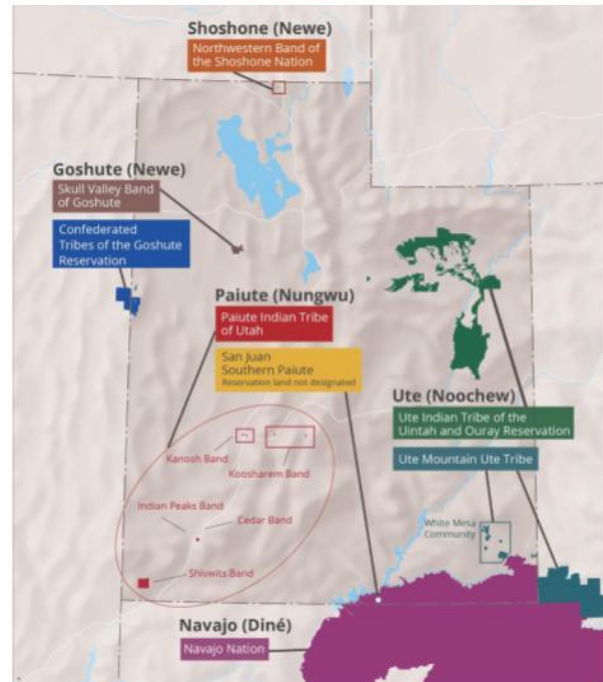 Shoshone (Newe)
Northwestern Band of
the Shoshone Nation
Goshute (Newe)
Skull Valley Band
of Goshute
Confederated
Tribes of the Goshute
Reservation
Paiute (Nungwu)
Paiute Indian Tribe
of Utah
San Juan
Southern Paiute
Reservation land not designated
Ute (Noochew)
Ute Indian Tribe of the
Uintah and Ouray Reservation
Ute Mountain Ute Tribe
Kanosh Band
Koosharem Band
Indian Peaks Band
Cedar Band
Shivwits Band
White Mesa
Community
Navajo (Diné)
Navajo Nation